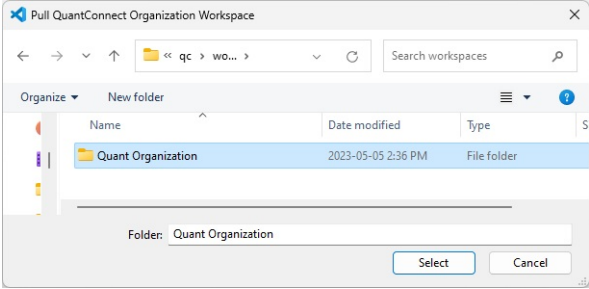 Pull QuantConnect Organization Workspace
« qc › wo... ›
Search workspaces
Organize
New folder
Name
Date modified
Type
S
Quant Organization
2023-05-05 2:36 PM
File folder
Folder:
Quant Organization
Select
Cancel